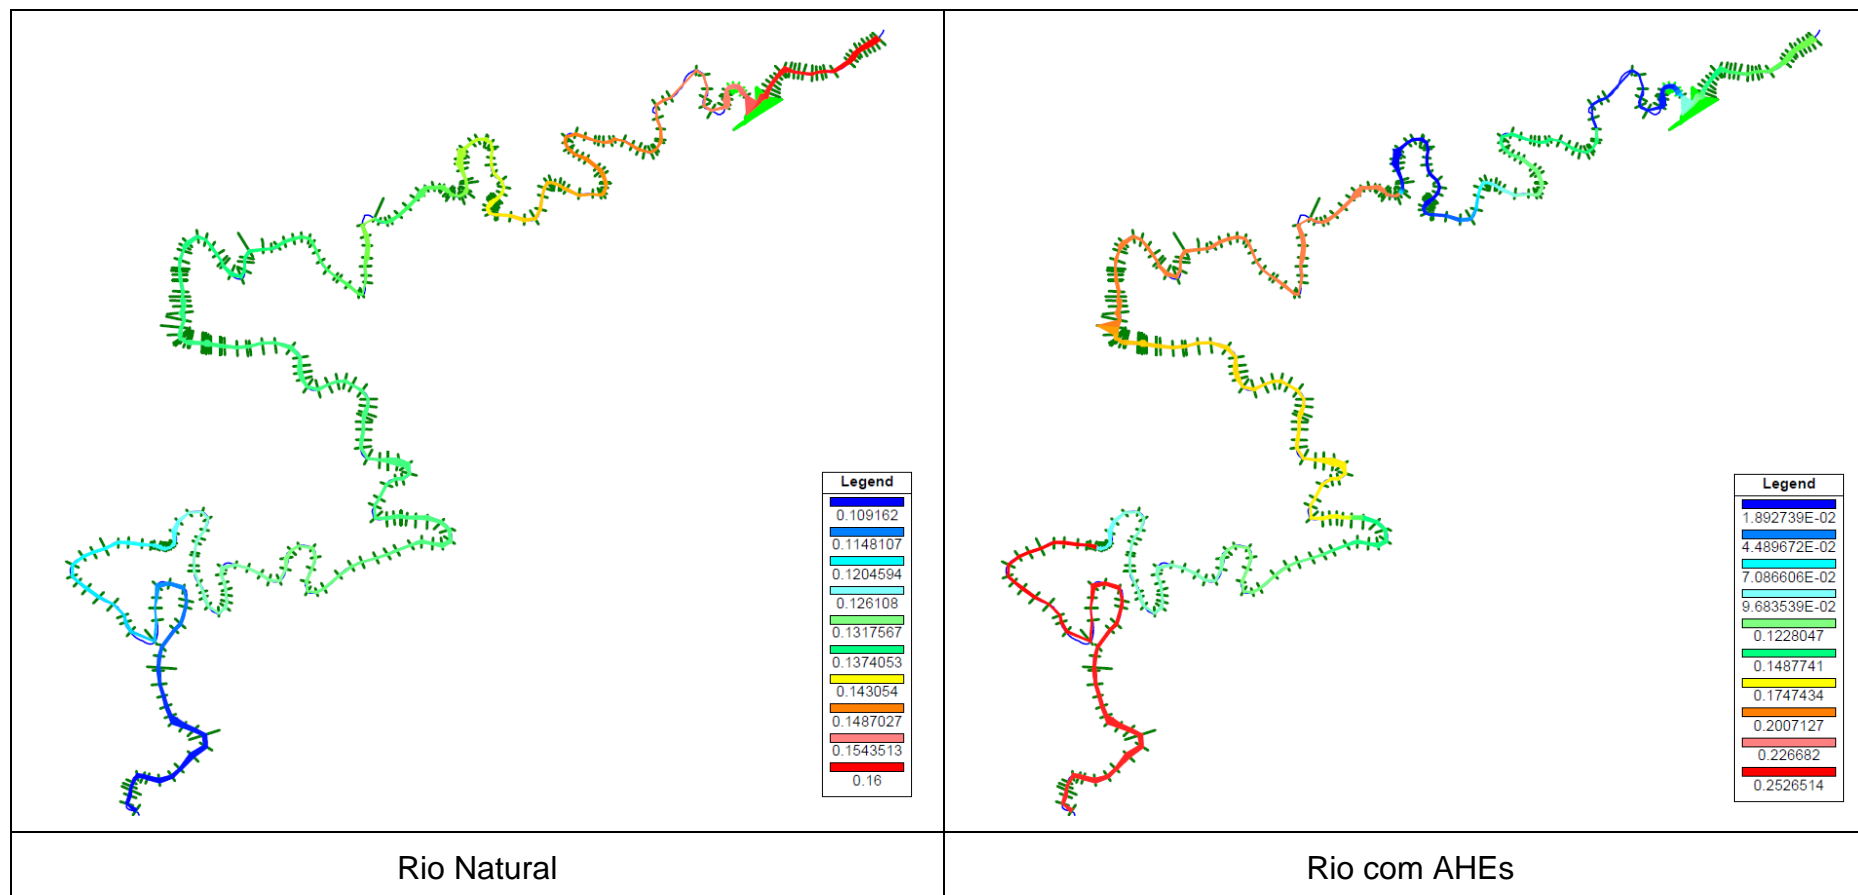 Legend
0.109162
0.1148107
0.1204594
0.126108
0.1317567
0.1374053
0.143054
0.1487027
0.1543513
0.16
Legend
1.892739E-02
4.489672E-02
7.086606E-02
9.683539E-02
0.1228047
0.1487741
0.1747434
0.2007127
0.226682
0.2526514
Rio Natural
Rio com AHEs